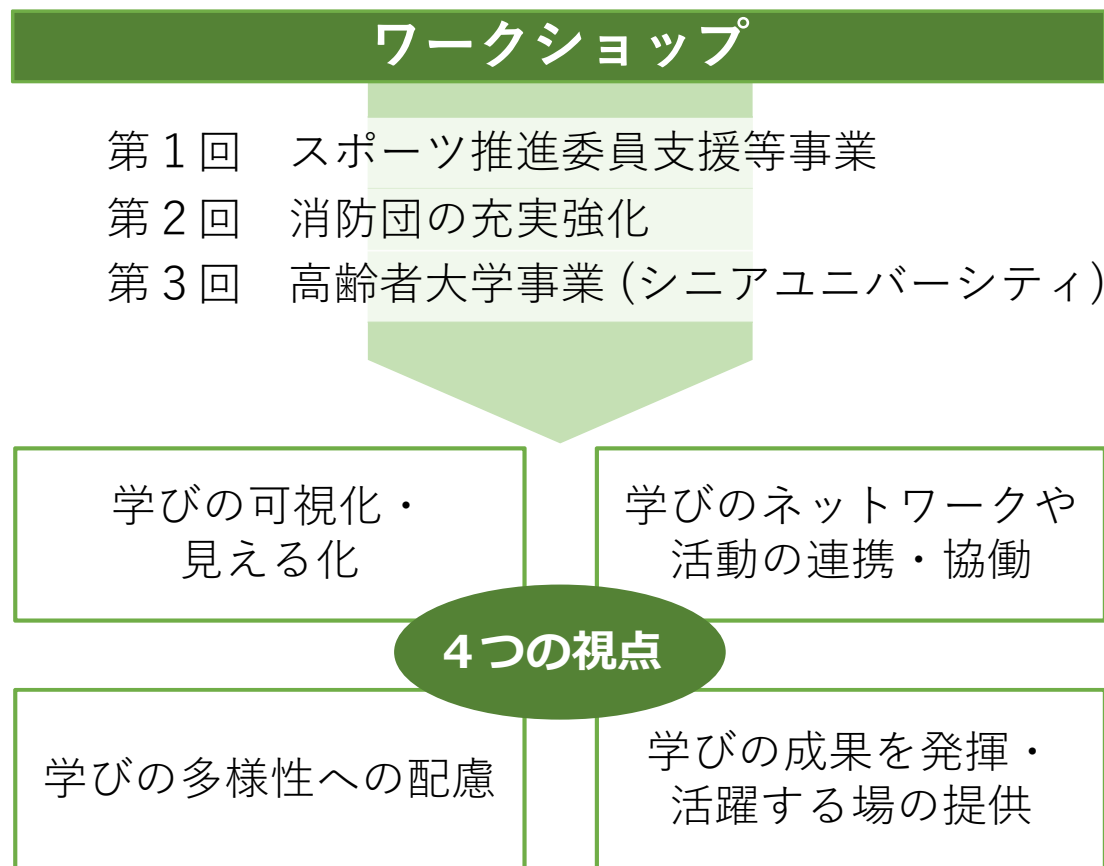 ワークショップ
第１回　スポーツ推進委員支援等事業
第２回　消防団の充実強化
第３回　高齢者大学事業 (シニアユニバーシティ)
学びの可視化・
見える化
学びのネットワークや
活動の連携・協働
４つの視点
学びの多様性への配慮
学びの成果を発揮・
活躍する場の提供